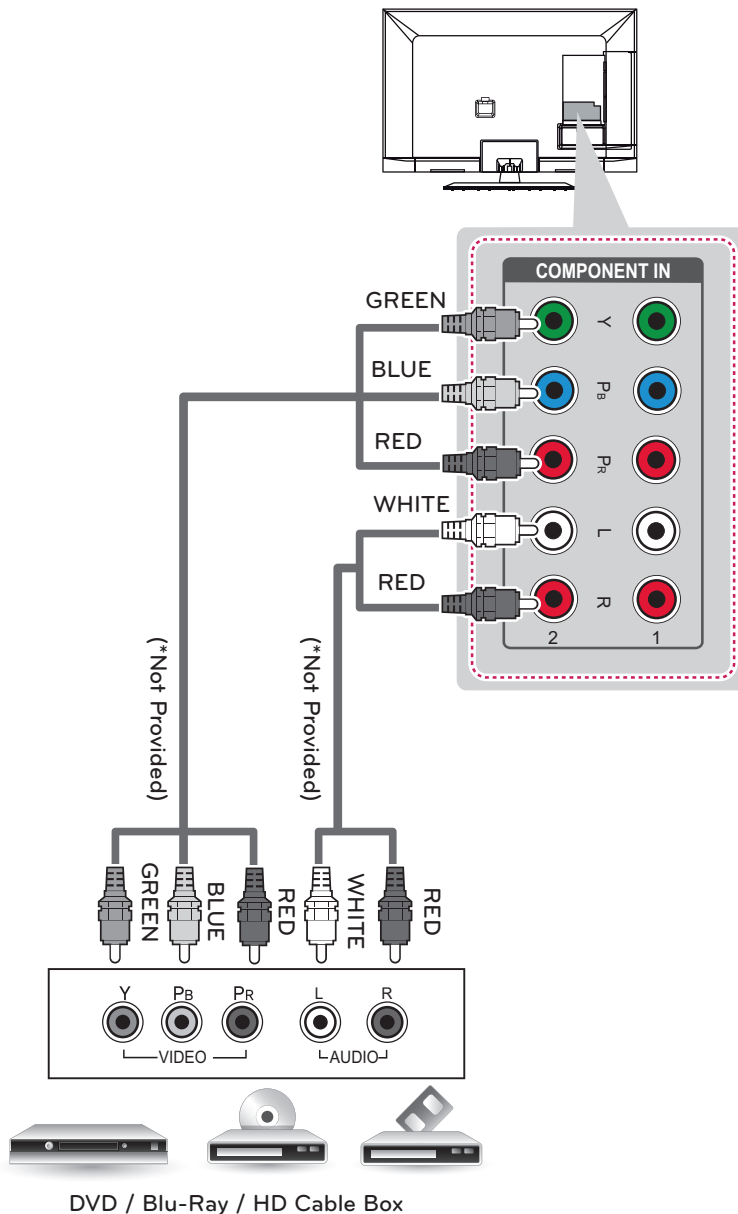 COMPONENT IN
GREEN
Y
BLUE
PB
RED
PR
WHITE
L
RED
R
2 1
(*Not Provided)
(*Not Provided)
GREEN
BLUE
RED
WHITE
RED
Y PB PR L R
VIDEO AUDIO
DVD / Blu-Ray / HD Cable Box